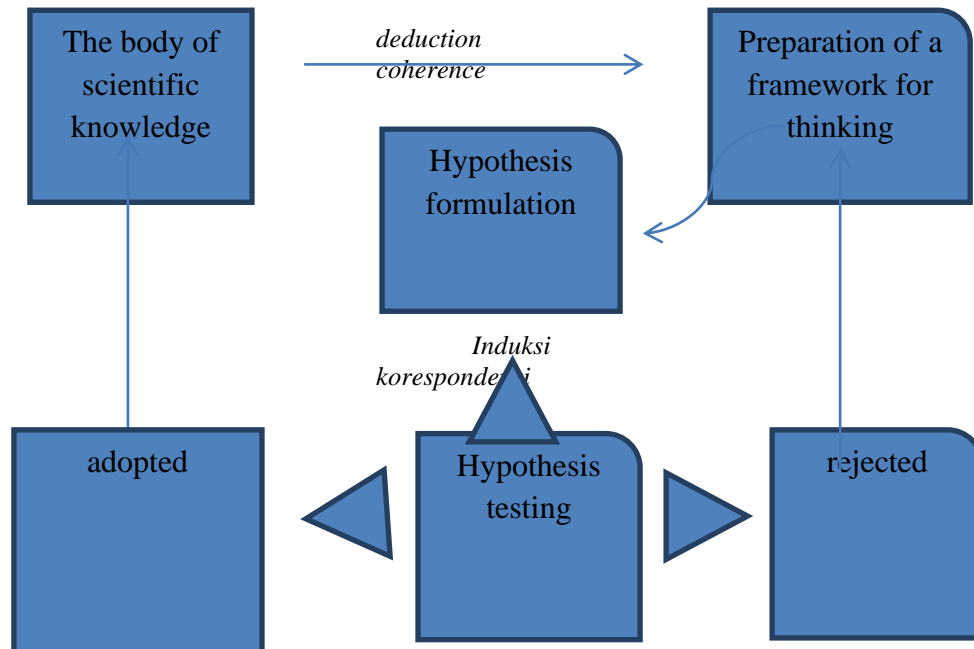 The body of
scientific
knowledge
deduction
coherence
Preparation of a
framework for
thinking
Hypothesis
formulation
Induksi
korespondensi
adopted
Hypothesis
testing
rejected